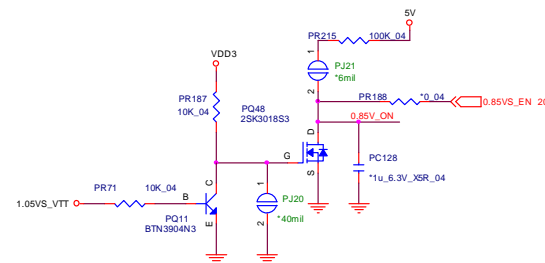 5V
PR215
100K_04
1
PJ21
*6mil
2
VDD3
PR187
10K_04
PQ48
2SK3018S3
PR188
*0_04
0.85VS_EN
0.85V_ON
D
G
S
PC128
*1u_6.3V_X5R_04
PR71
10K_04
1.05VS_VTT
B
C
E
PQ11
BTN3904N3
1
PJ20
*40mil
2